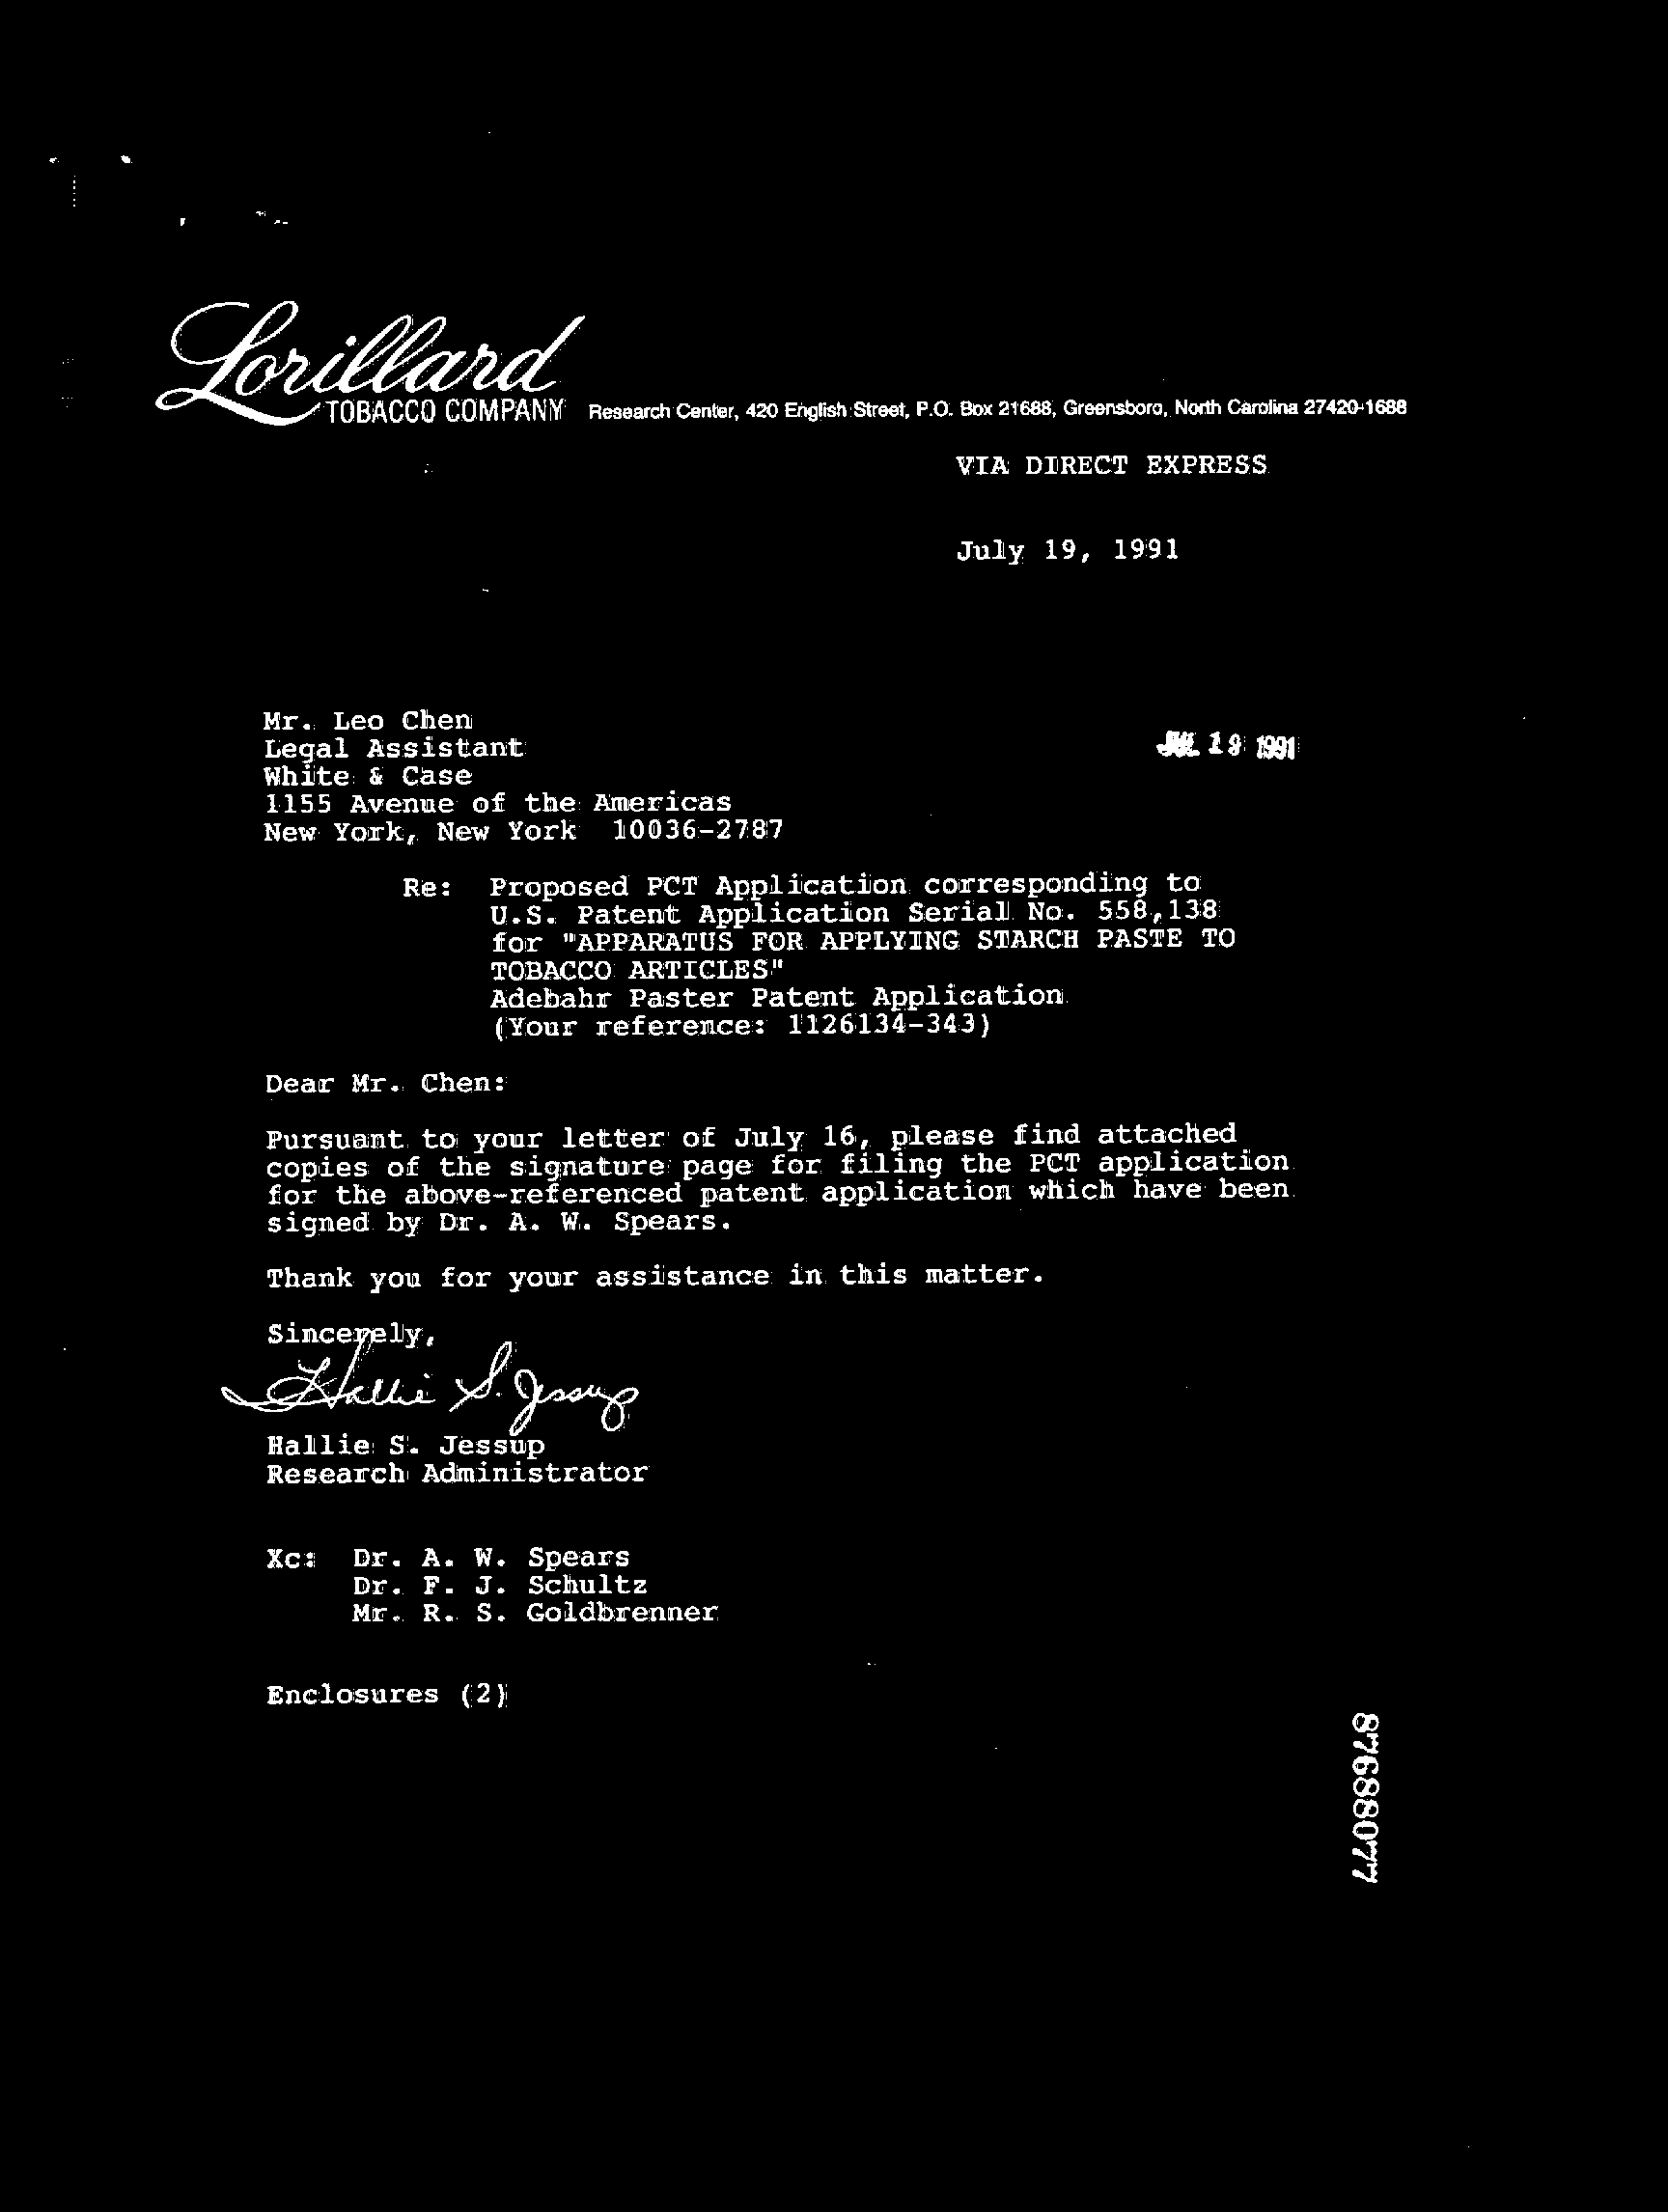 Lorillard
TOBACCO COMPANY Research Center, 420 English Street, P.O. Box 21688, Greensboro, North Carolina 27420-1688
VIA DIRECT EXPRESS
July 19, 1991
Mr. Leo Chen
Legal Assistant
JUL 19 1991
White & Case
1155 Avenue of the Americas
New York, New York 10036-2787
Re: Proposed PCT Application corresponding to
U.S. Patent Application Serial No. 558,138
for "APPARATUS FOR APPLYING STARCH PASTE TO
TOBACCO ARTICLES"
Adebahr Paster Patent Application
(Your reference: 1126134-343)
Dear Mr. Chen:
Pursuant to your letter of July 16, please find attached
copies of the signature page for filing the PCT application
for the above-referenced patent application which have been
signed by Dr. A. W. Spears.
Thank you for your assistance in this matter.
Sincerely,
Hallie S. Jessup
Hallie S. Jessup
Research Administrator
Xc: Dr. A. W. Spears
Dr. F. J. Schultz
Mr. R. S. Goldbrenner
Enclosures (2)
87688077